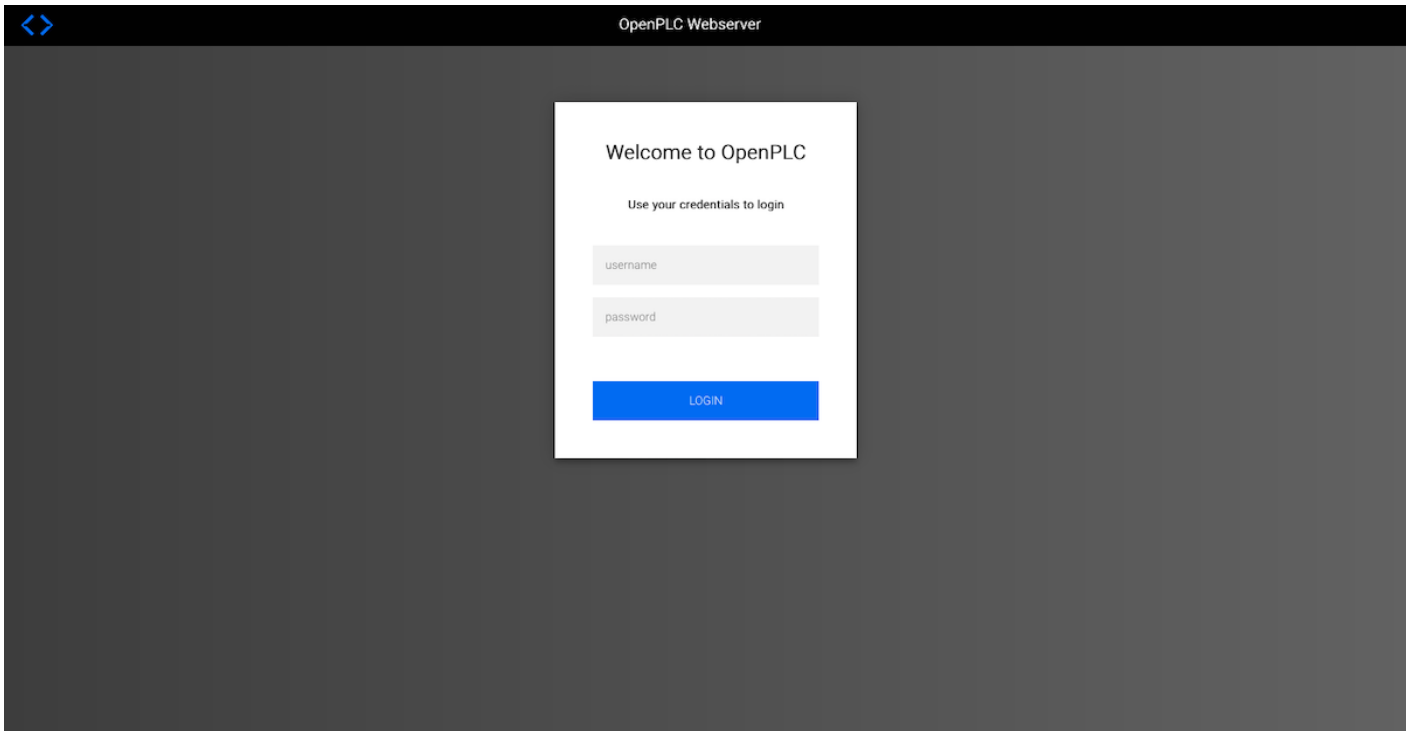 OpenPLC Webserver
Welcome to OpenPLC
Use your credentials to login
username
password
LOGIN